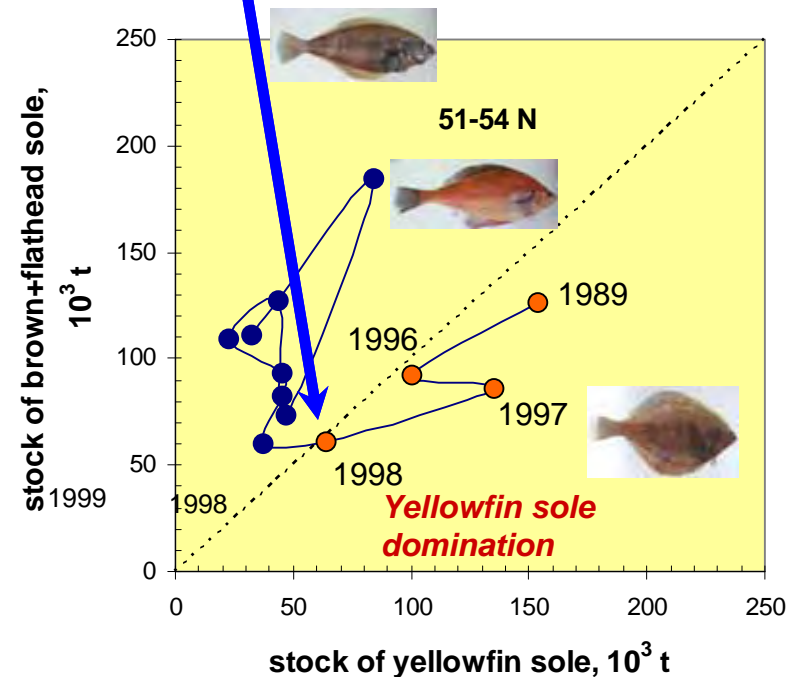 250
51-54 N
200
150
1989
1996
100
1997
50
1998
1999
1998
Yellowfin sole
domination
0
0 50 100 150 200 250
stock of brown+flathead sole,
10³ t
stock of yellowfin sole, 10³ t